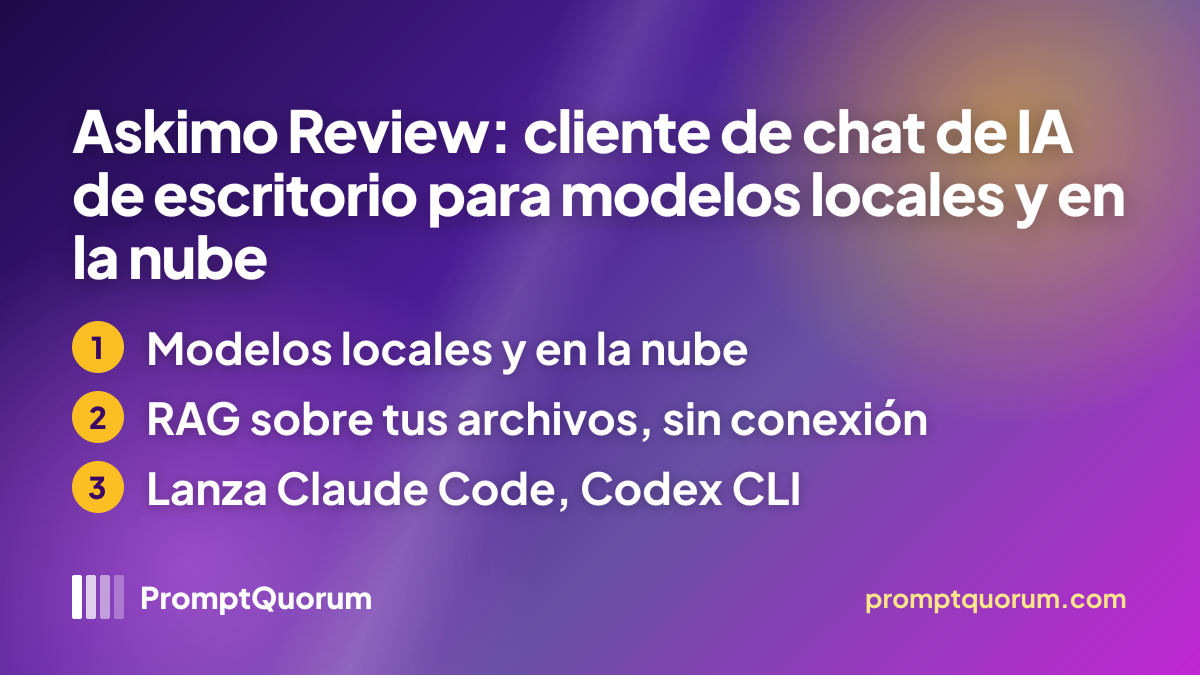 Askimo Review: cliente de chat de IA
de escritorio para modelos locales y en
la nube
1 Modelos locales y en la nube
2 RAG sobre tus archivos, sin conexión
3 Lanza Claude Code, Codex CLI
PromptQuorum
promptquorum.com